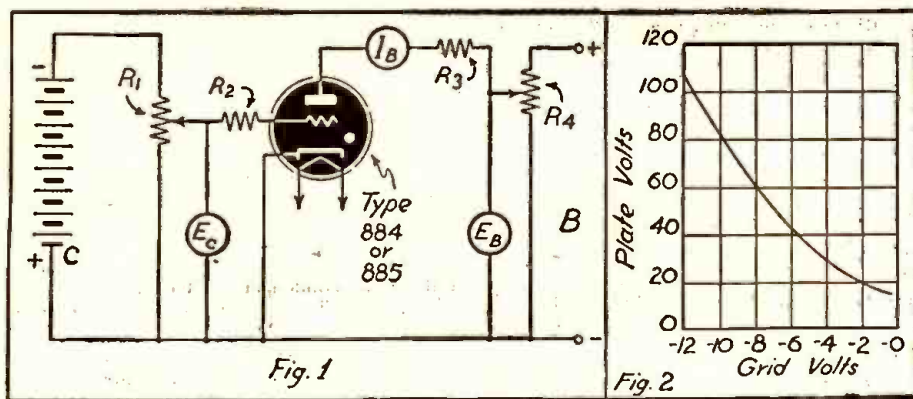 -
R1
R2
IB
R3
+
R4
EC
EB
B
Type
884
or
885
+ C
-
Fig. 1
Plate Volts
120
100
80
60
40
20
0
-12 -10 -8 -6 -4 -2 -0
Grid Volts
Fig. 2